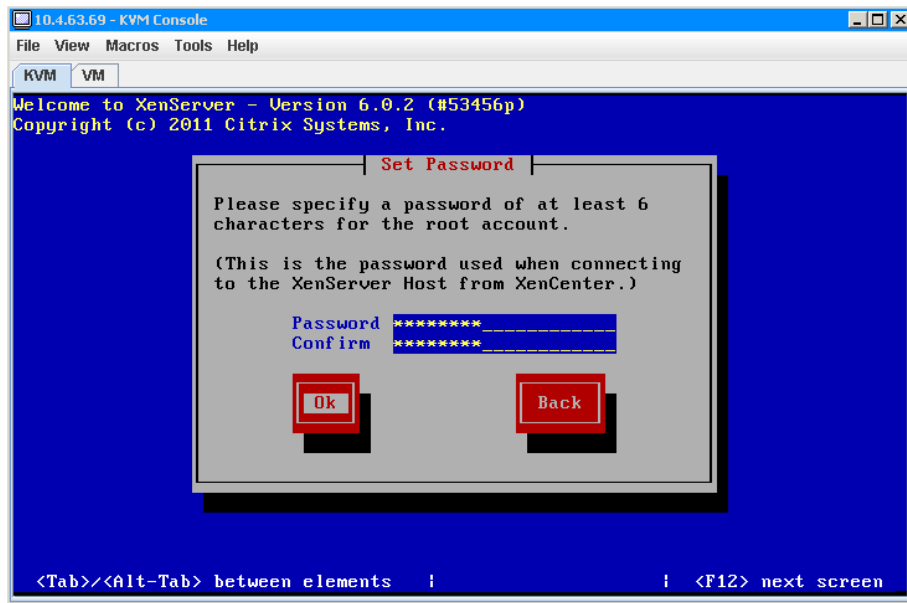 10.4.63.69 - KVM Console
File View Macros Tools Help
KVM VM
Welcome to XenServer - Version 6.0.2 (#53456p)
Copyright (c) 2011 Citrix Systems, Inc.
Set Password
Please specify a password of at least 6
characters for the root account.
(This is the password used when connecting
to the XenServer Host from XenCenter.)
Password ********____________
Confirm ********____________
Ok Back
<Tab>/<Alt-Tab> between elements | | <F12> next screen